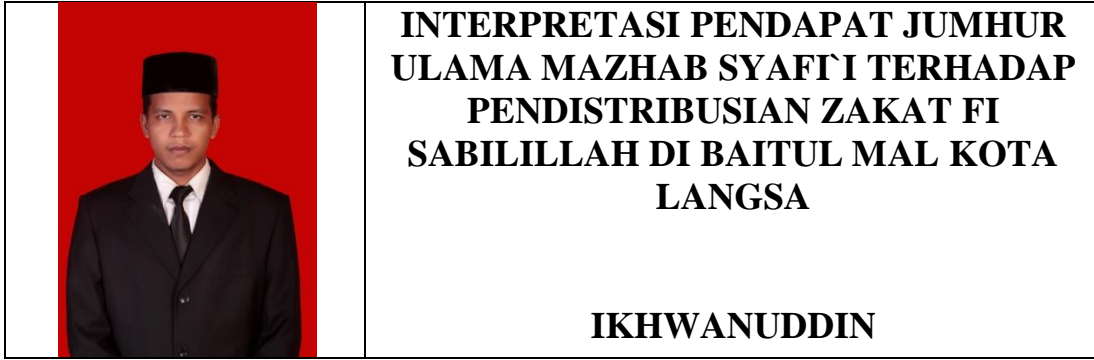 INTERPRETASI PENDAPAT JUMHUR
ULAMA MAZHAB SYAFI`I TERHADAP
PENDISTRIBUSIAN ZAKAT FI
SABILILLAH DI BAITUL MAL KOTA
LANGSA
IKHWANUDDIN